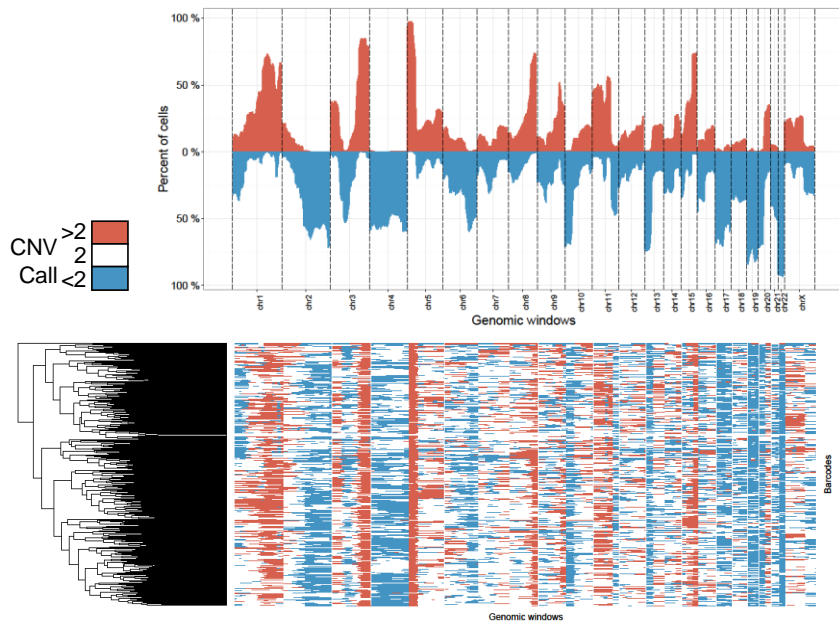 100 %
50 %
0 %
50 %
100 %
Percent of cells
chr1
chr2
chr3
chr4
chr5
chr6
chr7
chr8
chr9
chr10
chr11
chr12
chr13
chr14
chr15
chr16
chr17
chr18
chr19
chr20
chr21
chr22
chrX
Genomic windows
CNV
Call
>2
2
<2
Barcodes
Genomic windows